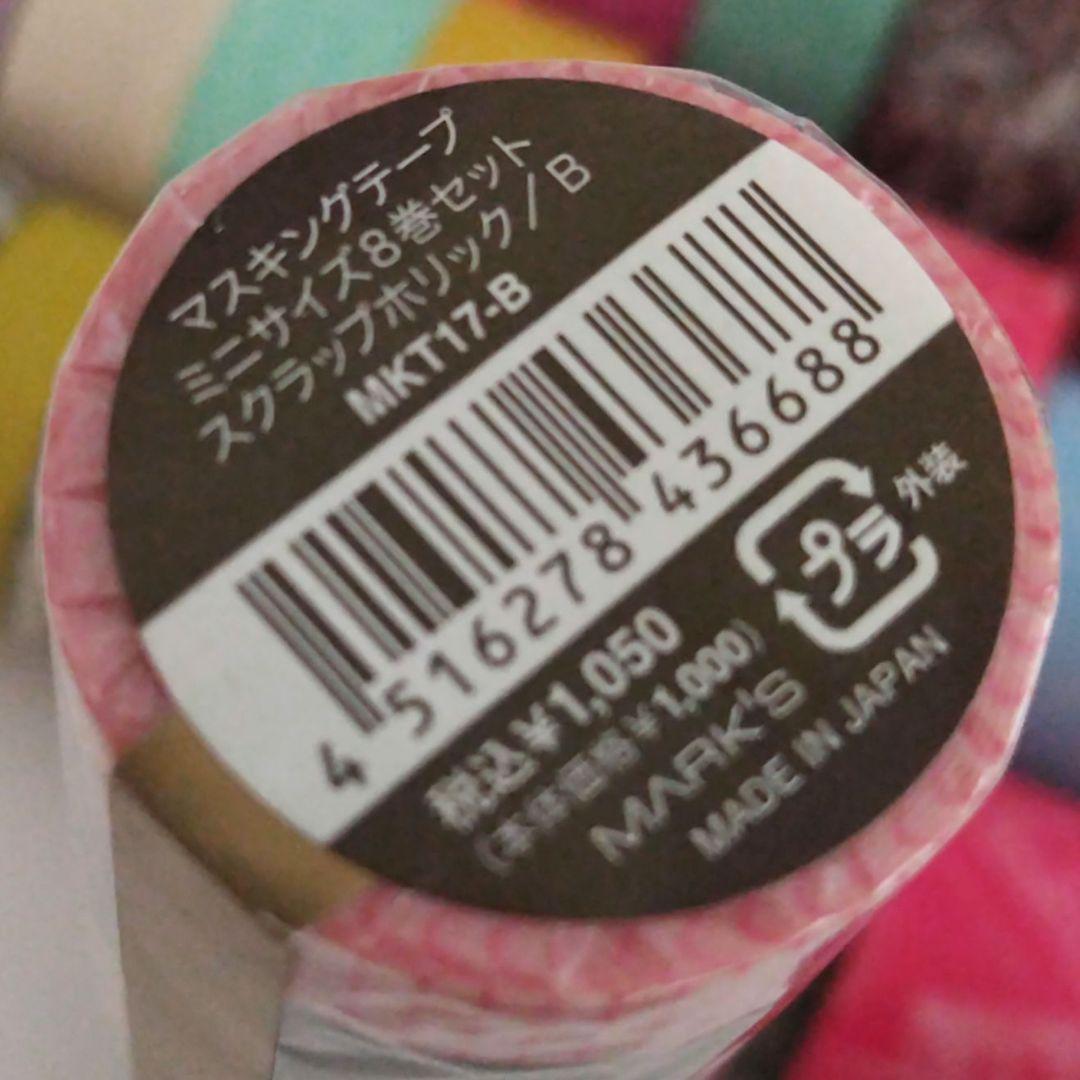 マスキングテープ
ミニサイズ8巻セット
スクラップホリック/B
MKT17-B
4 516278 436688
プラ 外装
税込¥1,050
(本体価格¥1,000)
MARK'S
MADE IN JAPAN